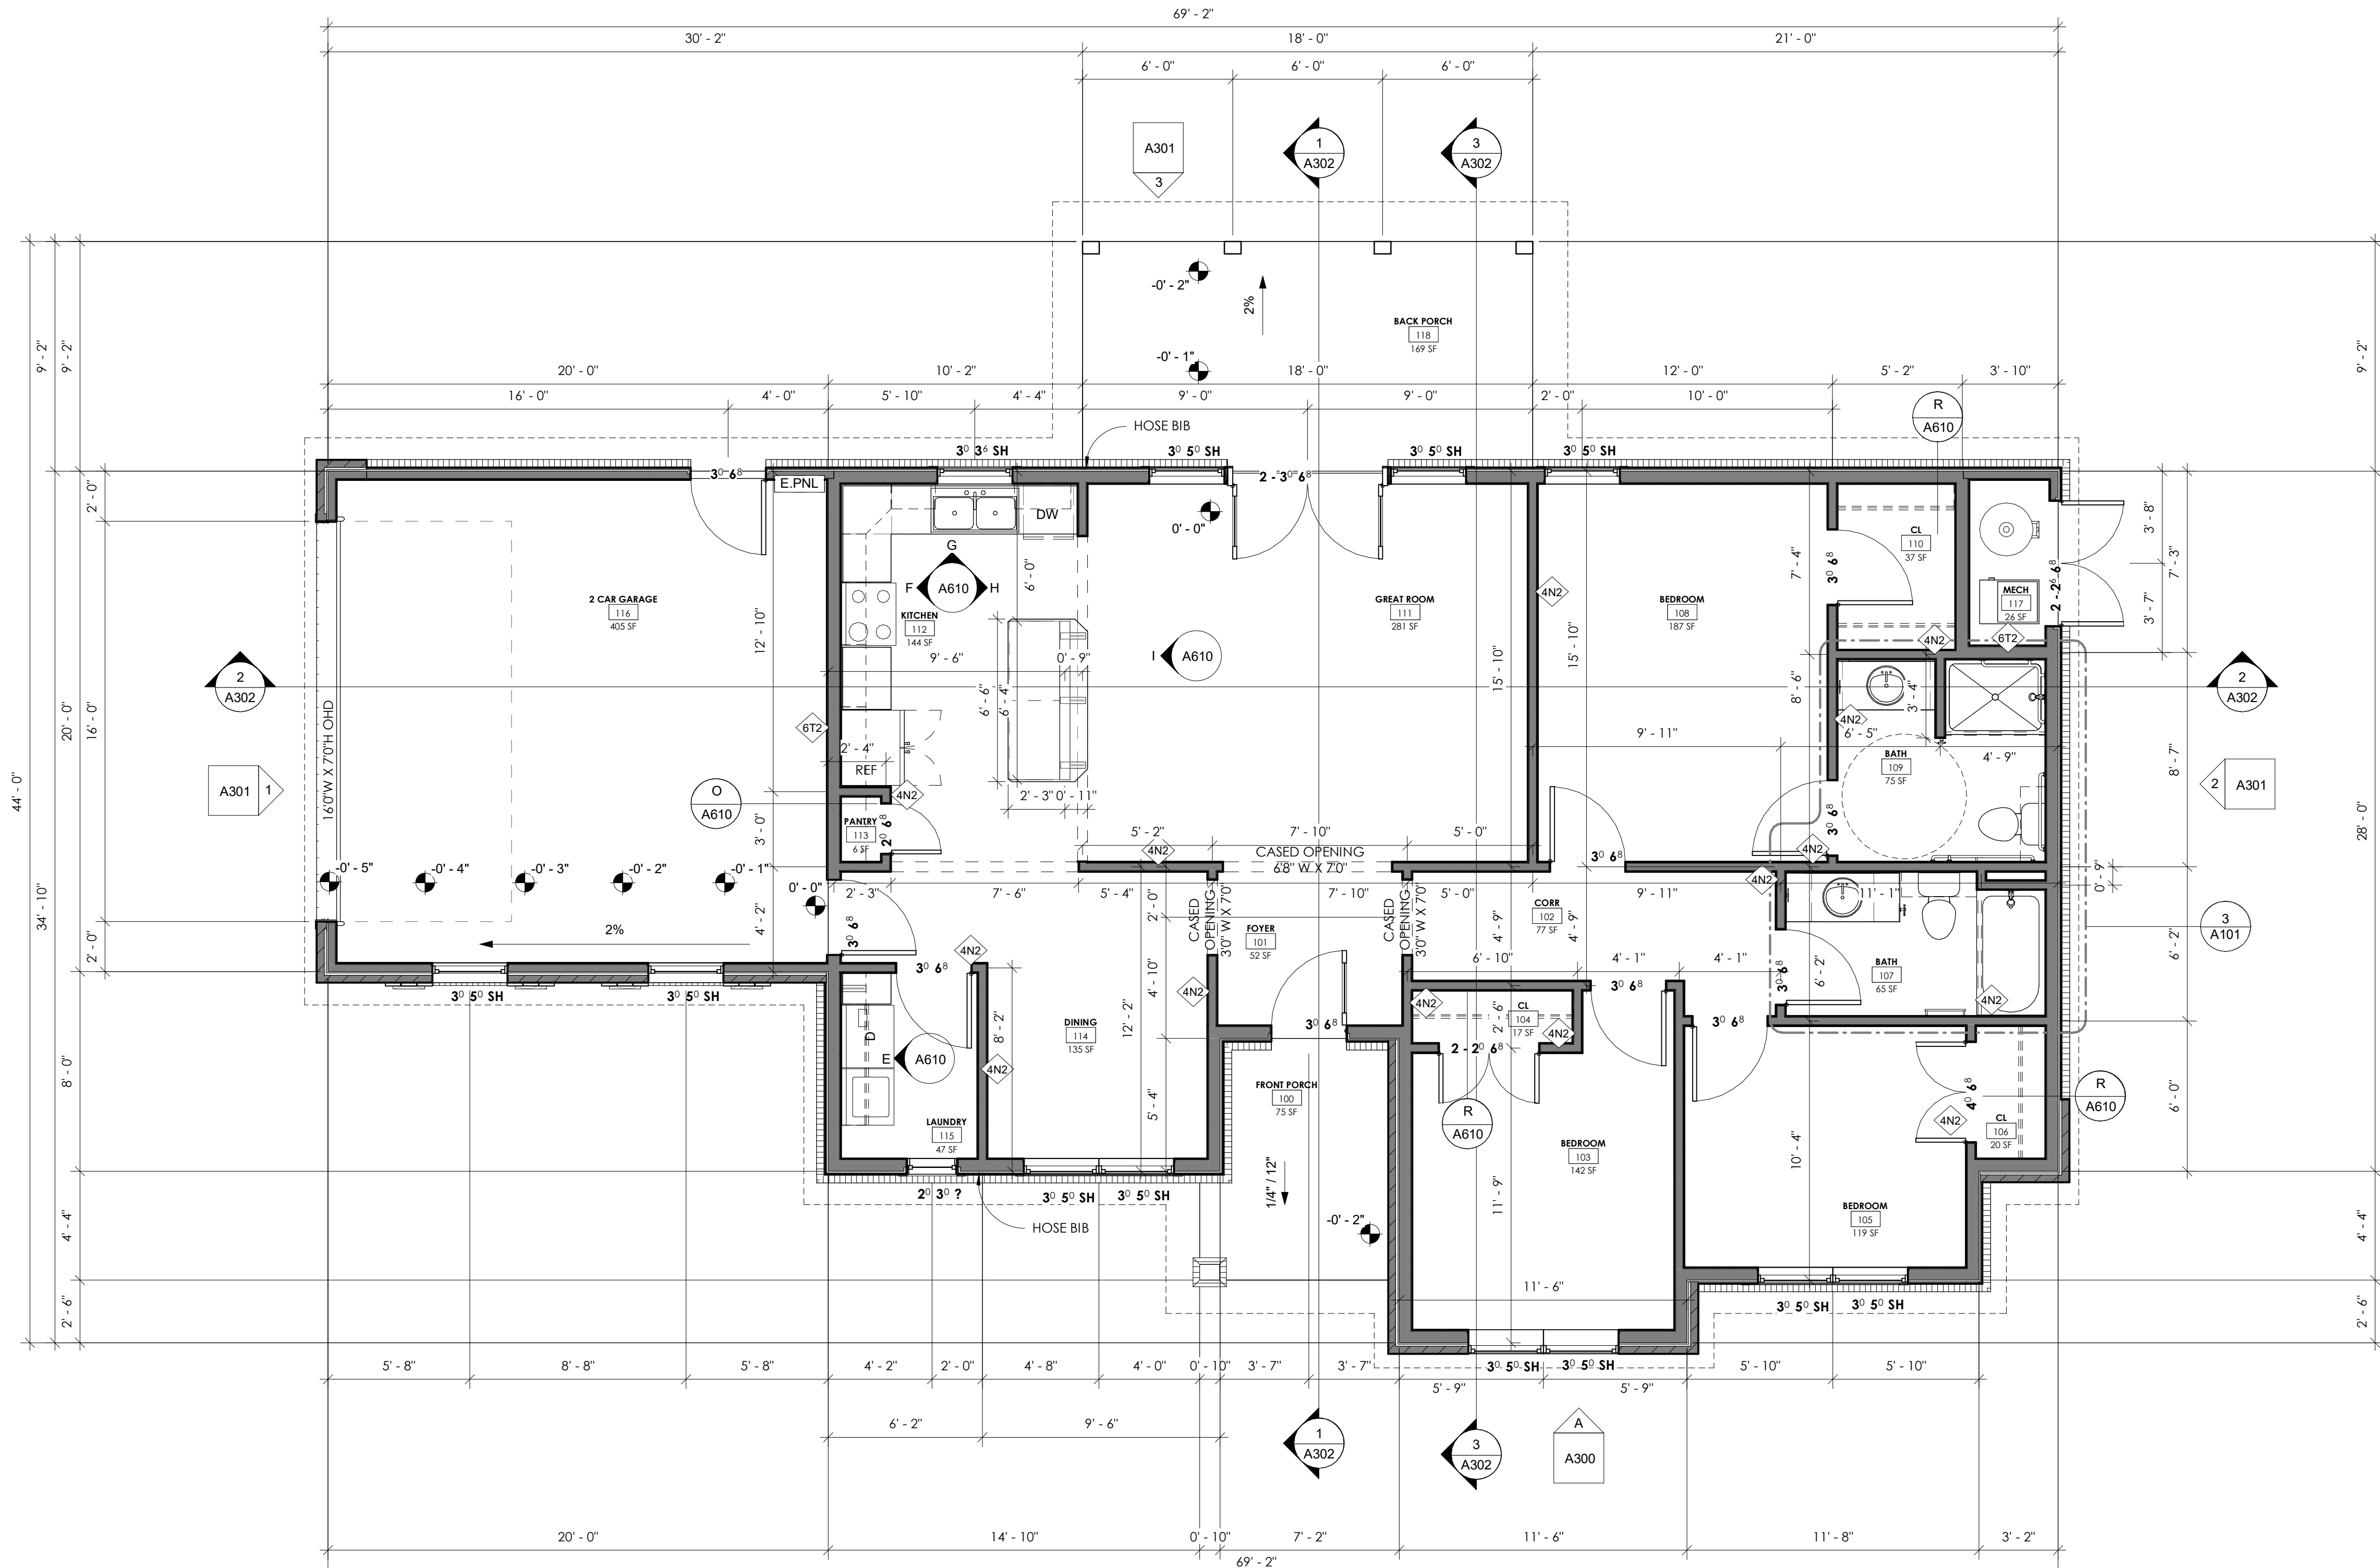 69' - 2"
30' - 2" 18' - 0" 21' - 0"
6' - 0" 6' - 0" 6' - 0"
A301
3
1
A302
3
A302
-0' - 2"
2%
BACK PORCH
118
169 SF
-0' - 1"
9' - 2"
9' - 2"
9' - 2"
20' - 0" 10' - 2" 18' - 0" 12' - 0" 5' - 2" 3' - 10"
16' - 0" 4' - 0" 5' - 10" 4' - 4" 9' - 0" 9' - 0" 2' - 0" 10' - 0"
R
A610
HOSE BIB
3⁰ 3⁶ SH
3⁰ 5⁰ SH
3⁰ 5⁰ SH
3⁰ 5⁰ SH
3⁰ 6⁸
E.PNL
2 - 3⁰ 6⁸
2' - 0"
DW
0' - 0"
CL
110
37 SF
3' - 8"
7' - 3"
3' - 7"
7' - 4"
3⁰ 6⁸
2 - 2⁶ 6⁸
MECH
117
26 SF
G
F
A610
H
6' - 0"
2 CAR GARAGE
116
405 SF
KITCHEN
112
144 SF
GREAT ROOM
111
281 SF
4N2
BEDROOM
108
187 SF
12' - 10"
9' - 6" 0' - 9"
I
A610
15' - 10"
15' - 10"
4N2
6T2
2
A302
2
A302
6' - 6"
6' - 4"
8' - 6"
3' - 4"
4N2
6' - 5"
6T2
2' - 4"
REF
9' - 11"
BATH
109
75 SF
4' - 9"
8' - 7"
44' - 0"
34' - 10"
20' - 0"
16' - 0"
28' - 0"
16'0"W X 7'0"H OHD
A301
1
2
A301
O
A610
4N2
2' - 3" 0' - 11"
PANTRY
113
6 SF
2⁰ 6⁸
3' - 0"
5' - 2" 7' - 10" 5' - 0"
4N2
CASED OPENING
6'8" W X 7'0"
3⁰ 6⁸
3⁰ 6⁸
4N2
-0' - 5"
-0' - 4"
-0' - 3"
-0' - 2"
-0' - 1"
0' - 0"
2' - 3" 7' - 6" 5' - 4" 7' - 10" 5' - 0" 9' - 11" 11' - 1"
4N2
0' - 9"
CASED
OPENING
3'0" W X 7'0"
CASED
OPENING
3'0" W X 7'0"
2' - 0"
4' - 9"
4' - 9"
CORR
102
77 SF
FOYER
101
52 SF
2%
4' - 2"
3⁰ 6⁸
2' - 0"
3
A101
6' - 2"
4N2
3⁰ 6⁸
6' - 10" 4' - 1" 4' - 1"
3⁰ 6⁸
6' - 2"
BATH
107
65 SF
4' - 10"
4N2
3⁰ 6⁸
4N2
4N2
3⁰ 5⁰ SH
3⁰ 5⁰ SH
CL
104
17 SF
2' - 6"
3⁰ 6⁸
3⁰ 6⁸
4N2
2 - 2⁰ 6⁸
DINING
114
135 SF
12' - 2"
8' - 2"
D
E
A610
4N2
8' - 0"
FRONT PORCH
100
75 SF
5' - 4"
R
A610
R
A610
6' - 0"
4⁰ 6⁸
4N2
CL
106
20 SF
LAUNDRY
115
47 SF
BEDROOM
103
142 SF
10' - 4"
1/4" / 12"
11' - 9"
2⁰ 3⁰ ?
3⁰ 5⁰ SH
3⁰ 5⁰ SH
HOSE BIB
-0' - 2"
BEDROOM
105
119 SF
4' - 4"
4' - 4"
11' - 6"
2' - 6"
2' - 6"
3⁰ 5⁰ SH
3⁰ 5⁰ SH
3⁰ 5⁰ SH
3⁰ 5⁰ SH
5' - 8" 8' - 8" 5' - 8" 4' - 2" 2' - 0" 4' - 8" 4' - 0" 0' - 10" 3' - 7" 3' - 7" 5' - 10" 5' - 10"
5' - 9" 5' - 9"
6' - 2" 9' - 6"
1
A302
3
A302
A
A300
20' - 0" 14' - 10" 0' - 10" 7' - 2" 11' - 6" 11' - 8" 3' - 2"
69' - 2"